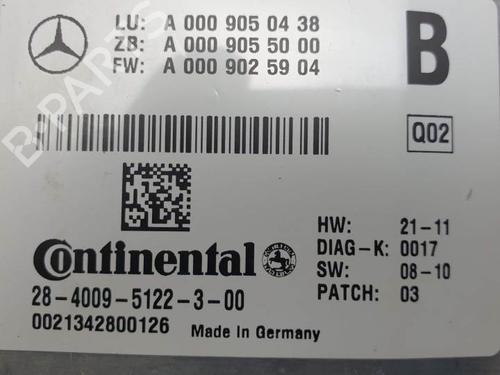 LU: A 000 905 04 38
ZB: A 000 905 50 00
FW: A 000 902 59 04
B
Q02
B-PARTS
Continental
HW: 21-11
DIAG-K: 0017
SW: 08-10
PATCH: 03
28-4009-5122-3-00
0021342800126 Made in Germany